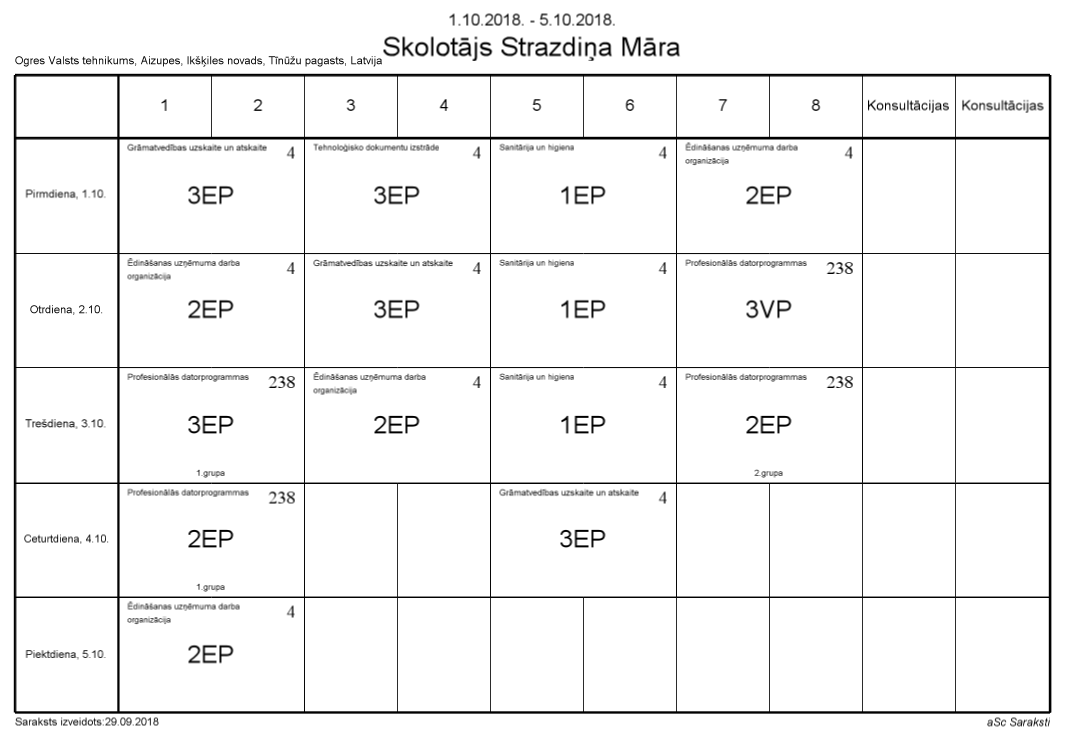 1.10.2018. - 5.10.2018.
Skolotājs Strazdiņa Māra
Ogres Valsts tehnikums, Aizupes, Ikšķiles novads, Tīnūžu pagasts, Latvija
1 2 3 4 5 6 7 8 Konsultācijas Konsultācijas
Pirmdiena, 1.10.
Grāmatvedības uzskaite un atskaite 4
3EP
Tehnoloģisko dokumentu izstrāde 4
3EP
Sanitārija un higiena 4
1EP
Ēdināšanas uzņēmuma darba 4
organizācija
2EP
Otrdiena, 2.10.
Ēdināšanas uzņēmuma darba 4
organizācija
2EP
Grāmatvedības uzskaite un atskaite 4
3EP
Sanitārija un higiena 4
1EP
Profesionālās datorprogrammas 238
3VP
Trešdiena, 3.10.
Profesionālās datorprogrammas 238
3EP
1.grupa
Ēdināšanas uzņēmuma darba 4
organizācija
2EP
Sanitārija un higiena 4
1EP
Profesionālās datorprogrammas 238
2EP
2.grupa
Ceturtdiena, 4.10.
Profesionālās datorprogrammas 238
2EP
1.grupa
Grāmatvedības uzskaite un atskaite 4
3EP
Piektdiena, 5.10.
Ēdināšanas uzņēmuma darba 4
organizācija
2EP
Saraksts izveidots:29.09.2018
aSc Saraksti